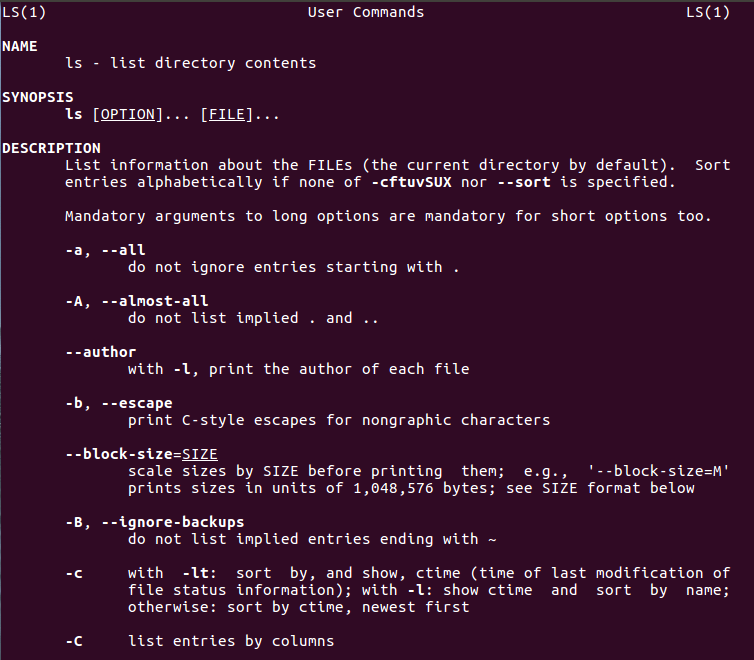 LS(1) User Commands LS(1)
NAME
ls - list directory contents
SYNOPSIS
ls [OPTION]... [FILE]...
DESCRIPTION
List information about the FILEs (the current directory by default). Sort
entries alphabetically if none of -cftuvSUX nor --sort is specified.
Mandatory arguments to long options are mandatory for short options too.
-a, --all
do not ignore entries starting with .
-A, --almost-all
do not list implied . and ..
--author
with -l, print the author of each file
-b, --escape
print C-style escapes for nongraphic characters
--block-size=SIZE
scale sizes by SIZE before printing them; e.g., '--block-size=M'
prints sizes in units of 1,048,576 bytes; see SIZE format below
-B, --ignore-backups
do not list implied entries ending with ~
-c with -lt: sort by, and show, ctime (time of last modification of
file status information); with -l: show ctime and sort by name;
otherwise: sort by ctime, newest first
-C list entries by columns